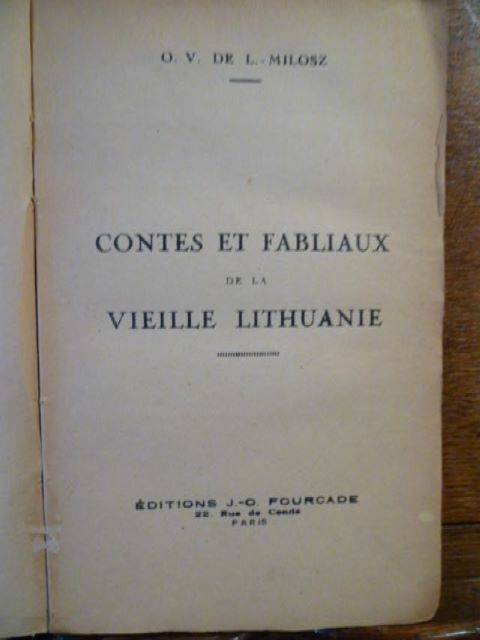 O. V. DE L.-MILOSZ
CONTES ET FABLIAUX
DE LA
VIEILLE LITHUANIE
ÉDITIONS J.-O. FOURCADE
22, Rue de Condé
PARIS